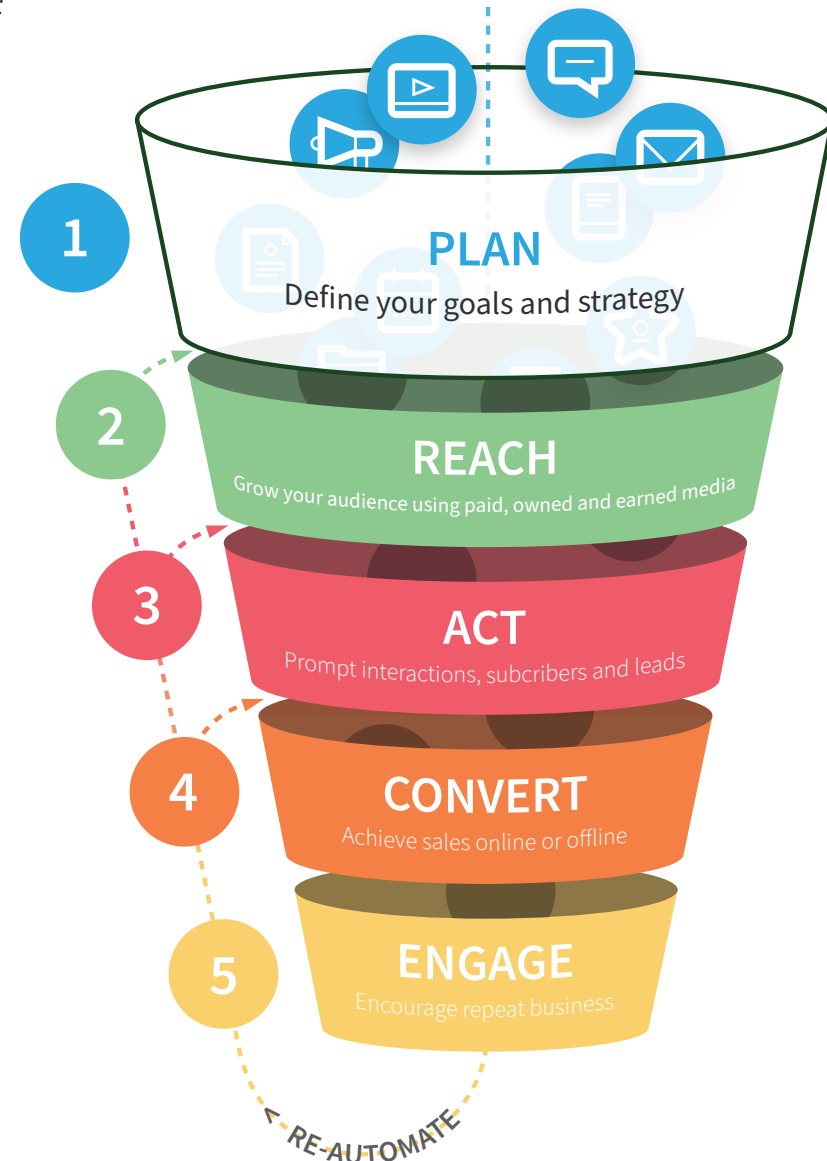 1
PLAN
Define your goals and strategy
2
REACH
Grow your audience using paid, owned and earned media
3
ACT
Prompt interactions, subcribers and leads
4
CONVERT
Achieve sales online or offline
5
ENGAGE
Encourage repeat business
< RE-AUTOMATE